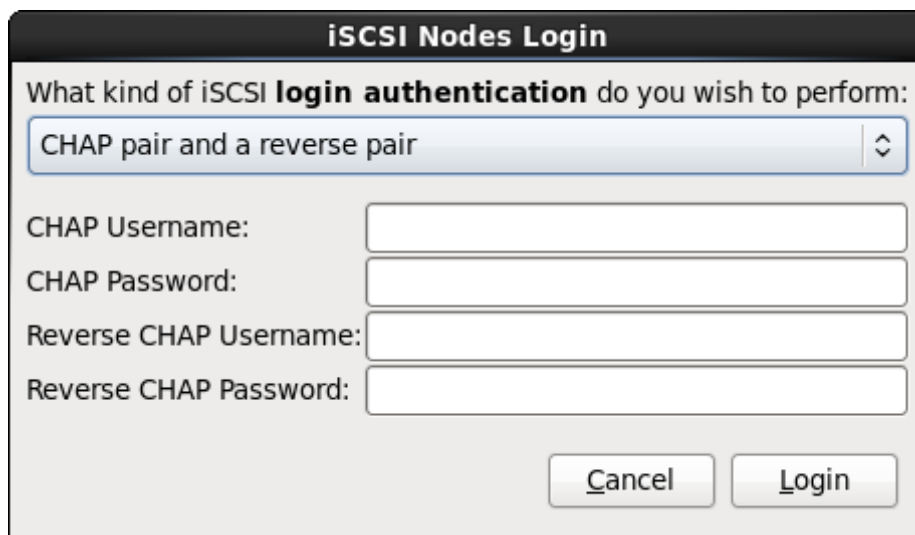 iSCSI Nodes Login
What kind of iSCSI login authentication do you wish to perform:
CHAP pair and a reverse pair
CHAP Username:
CHAP Password:
Reverse CHAP Username:
Reverse CHAP Password:
Cancel Login